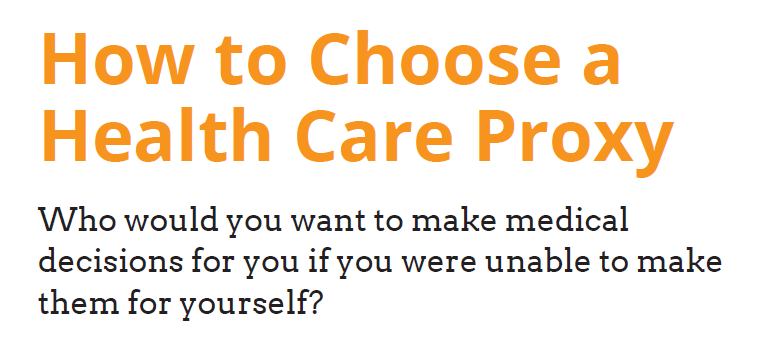 How to Choose a
Health Care Proxy
Who would you want to make medical
decisions for you if you were unable to make
them for yourself?